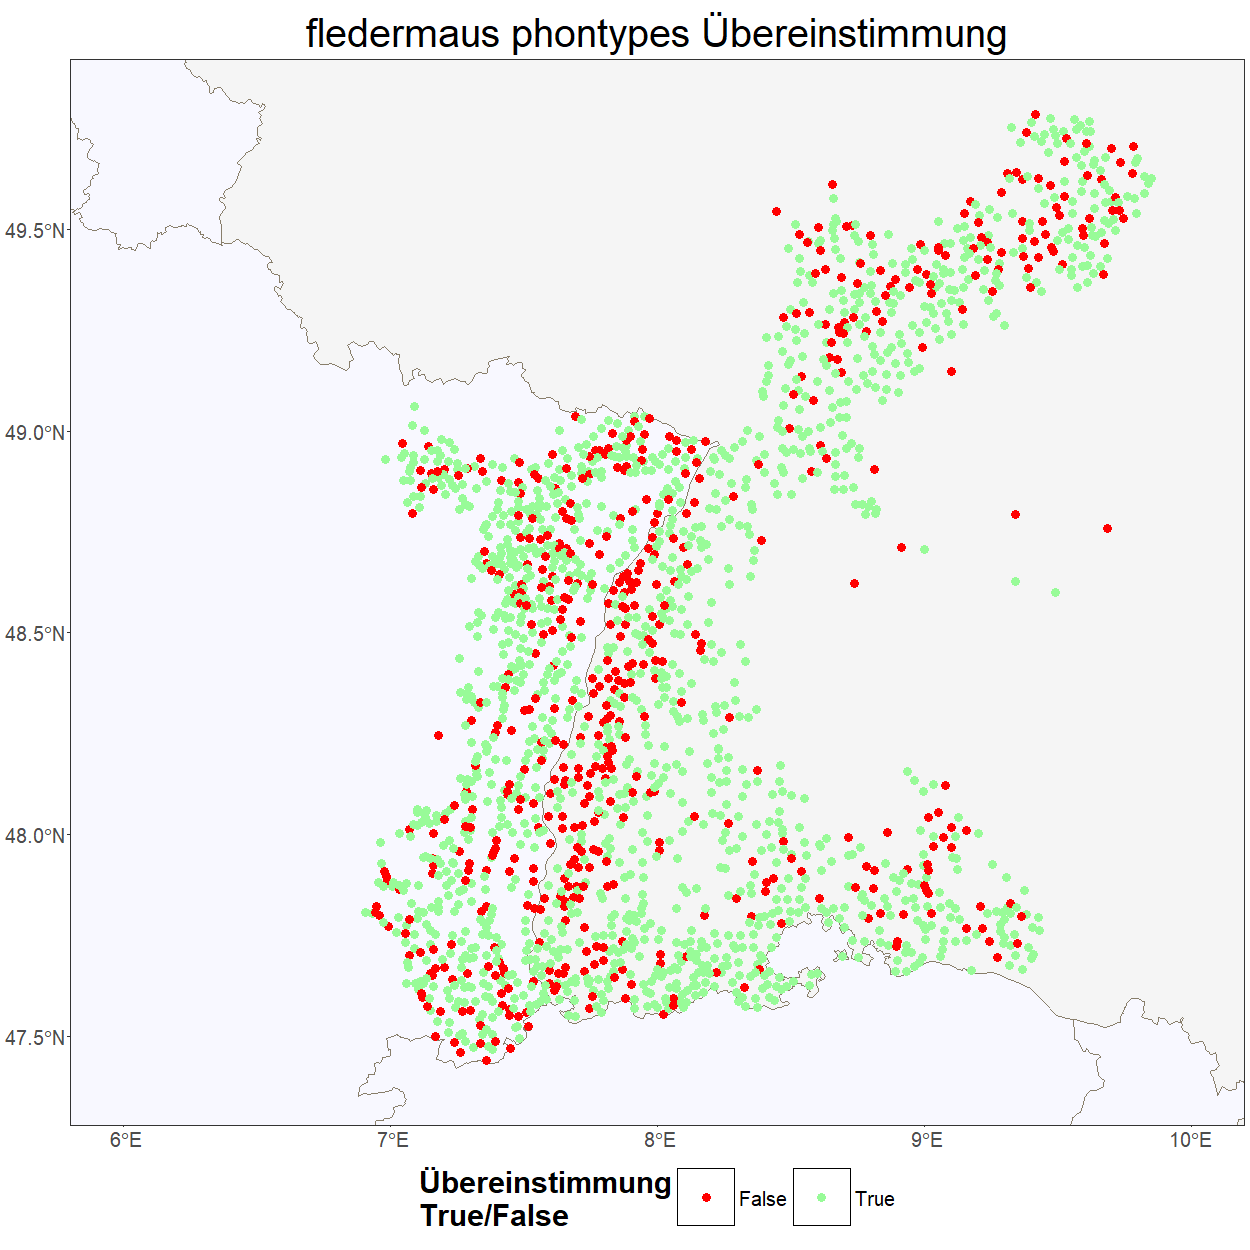 fledermaus phontypes Übereinstimmung
49.5°N
49.0°N
48.5°N
48.0°N
47.5°N
6°E 7°E 8°E 9°E 10°E
Übereinstimmung
True/False
False True